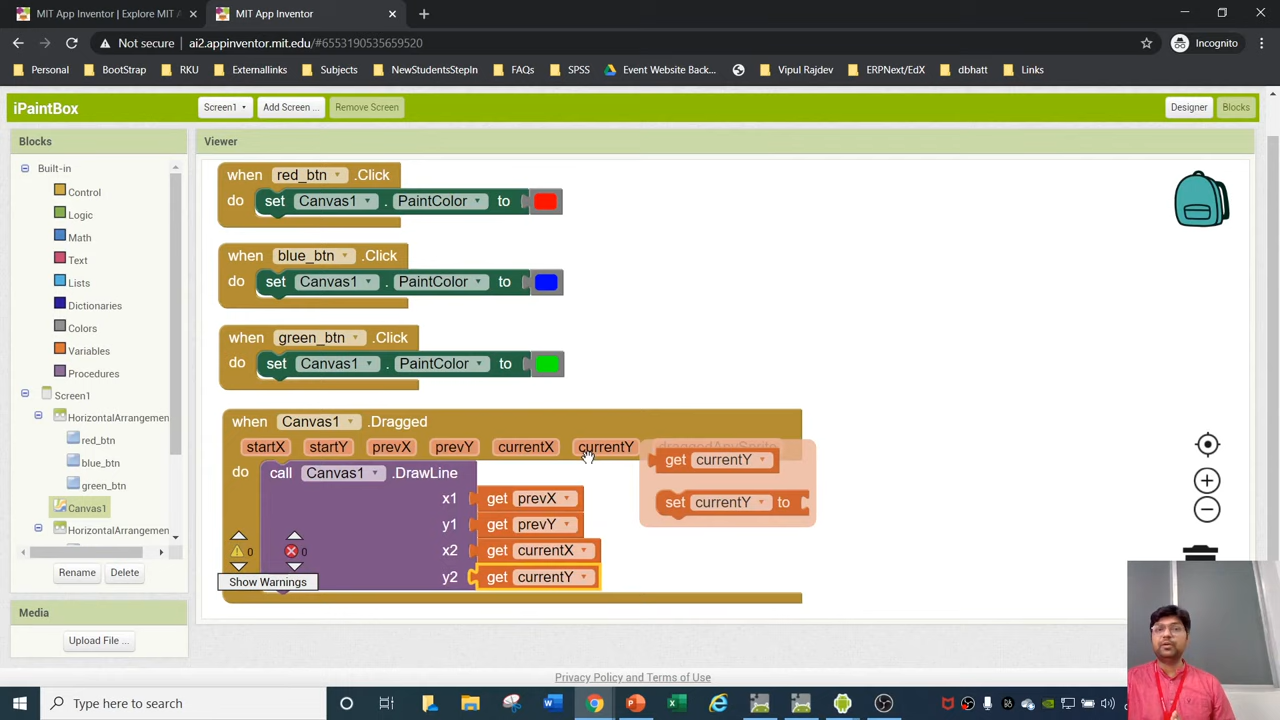 MIT App Inventor | Explore MIT A
MIT App Inventor
Not secure
ai2.appinventor.mit.edu/#6553190535659520
Incognito
Personal
BootStrap
RKU
Externallinks
Subjects
NewStudentsStepIn
FAQs
SPSS
Event Website Back...
Vipul Rajdev
ERPNext/EdX
dbhatt
Links
iPaintBox
Screen1
Add Screen ...
Remove Screen
Designer
Blocks
Blocks
Viewer
Built-in
Control
Logic
Math
Text
Lists
Dictionaries
Colors
Variables
Procedures
Screen1
HorizontalArrangemen
red_btn
blue_btn
green_btn
Canvas1
HorizontalArrangemen
Rename
Delete
Media
Upload File ...
when red_btn .Click
do set Canvas1 . PaintColor to
when blue_btn .Click
do set Canvas1 . PaintColor to
when green_btn .Click
do set Canvas1 . PaintColor to
when Canvas1 .Dragged
startX startY prevX prevY currentX currentY draggedAnySprite
do call Canvas1 .DrawLine
x1 get prevX
y1 get prevY
x2 get currentX
y2 get currentY
get currentY
set currentY to
0 0
Show Warnings
Privacy Policy and Terms of Use
Type here to search